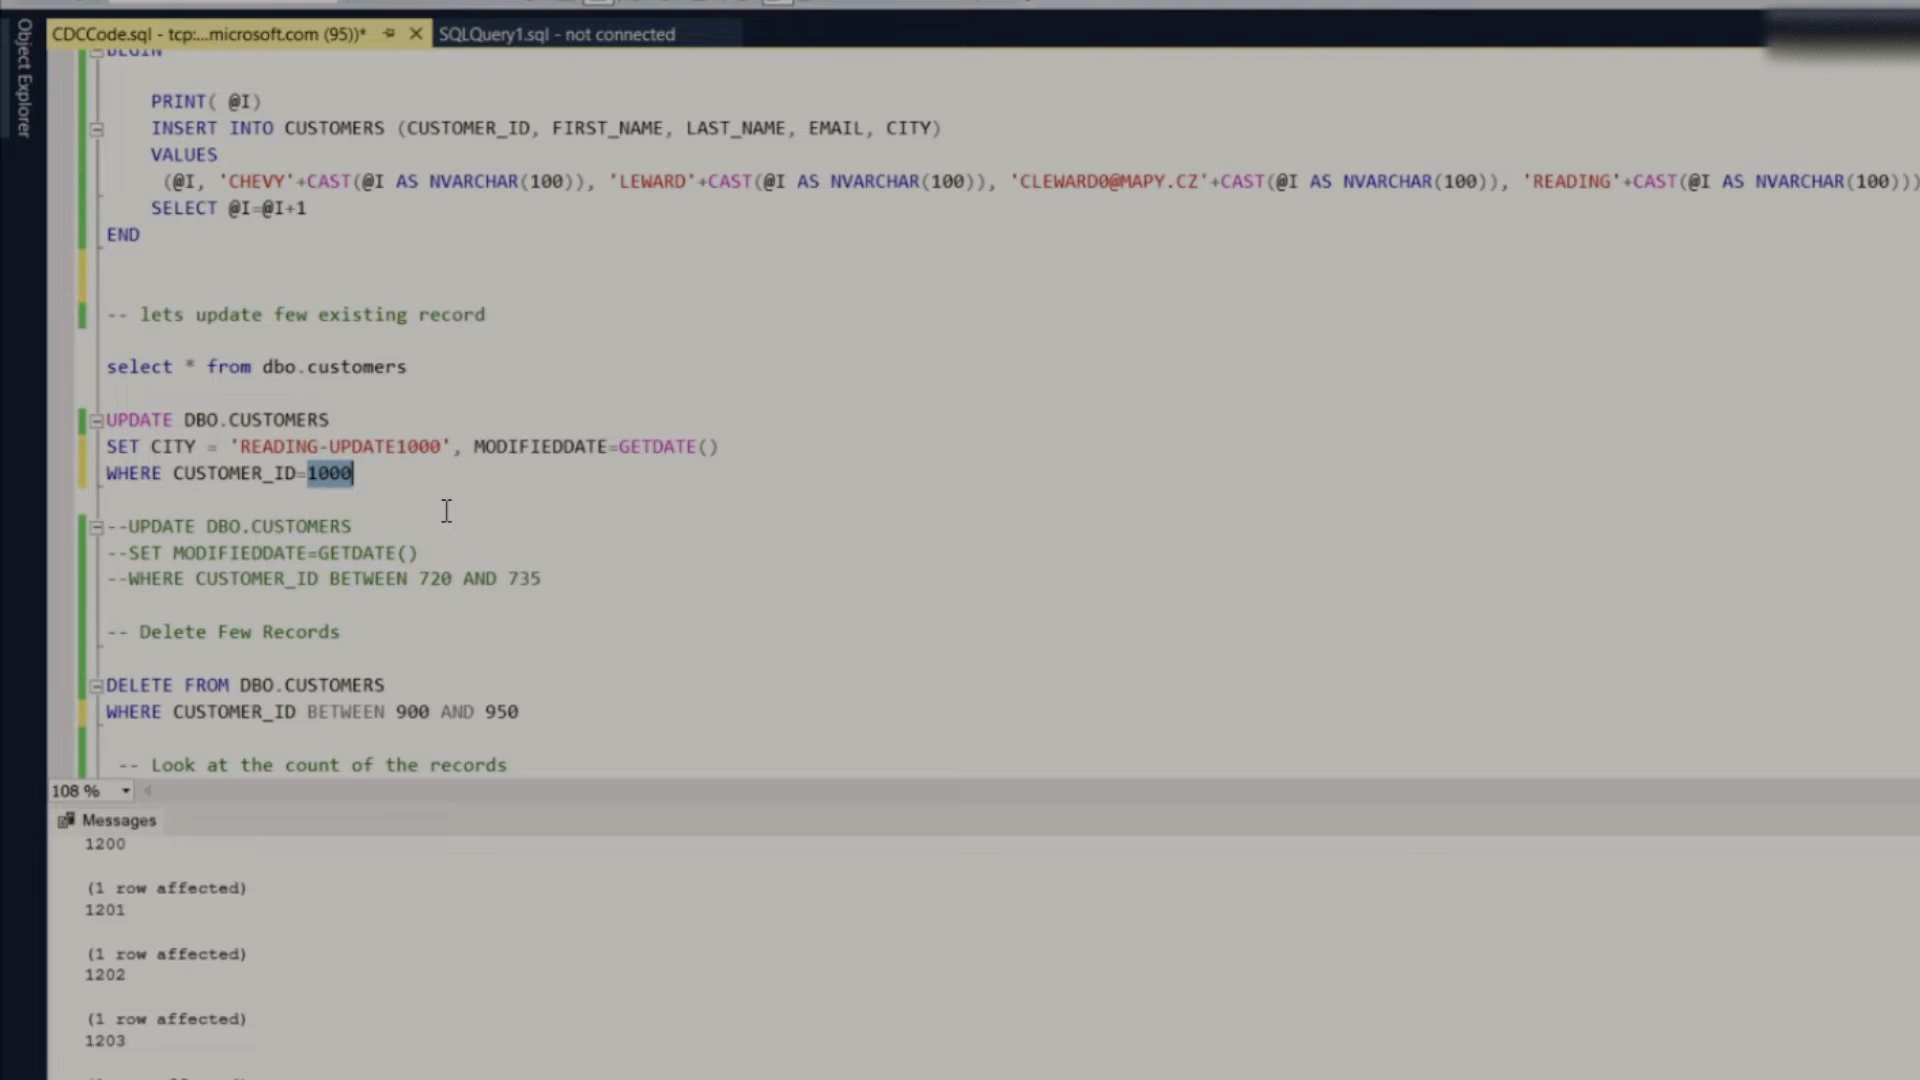 Object Explorer
CDCCode.sql - tcp:...microsoft.com (95))*
SQLQuery1.sql - not connected
BEGIN
PRINT( @I)
INSERT INTO CUSTOMERS (CUSTOMER_ID, FIRST_NAME, LAST_NAME, EMAIL, CITY)
VALUES
(@I, 'CHEVY'+CAST(@I AS NVARCHAR(100)), 'LEWARD'+CAST(@I AS NVARCHAR(100)), 'CLEWARD0@MAPY.CZ'+CAST(@I AS NVARCHAR(100)), 'READING'+CAST(@I AS NVARCHAR(100)))
SELECT @I=@I+1
END
-- lets update few existing record
select * from dbo.customers
UPDATE DBO.CUSTOMERS
SET CITY = 'READING-UPDATE1000', MODIFIEDDATE=GETDATE()
WHERE CUSTOMER_ID=1000
--UPDATE DBO.CUSTOMERS
--SET MODIFIEDDATE=GETDATE()
--WHERE CUSTOMER_ID BETWEEN 720 AND 735
-- Delete Few Records
DELETE FROM DBO.CUSTOMERS
WHERE CUSTOMER_ID BETWEEN 900 AND 950
-- Look at the count of the records
108 %
Messages
1200
(1 row affected)
1201
(1 row affected)
1202
(1 row affected)
1203